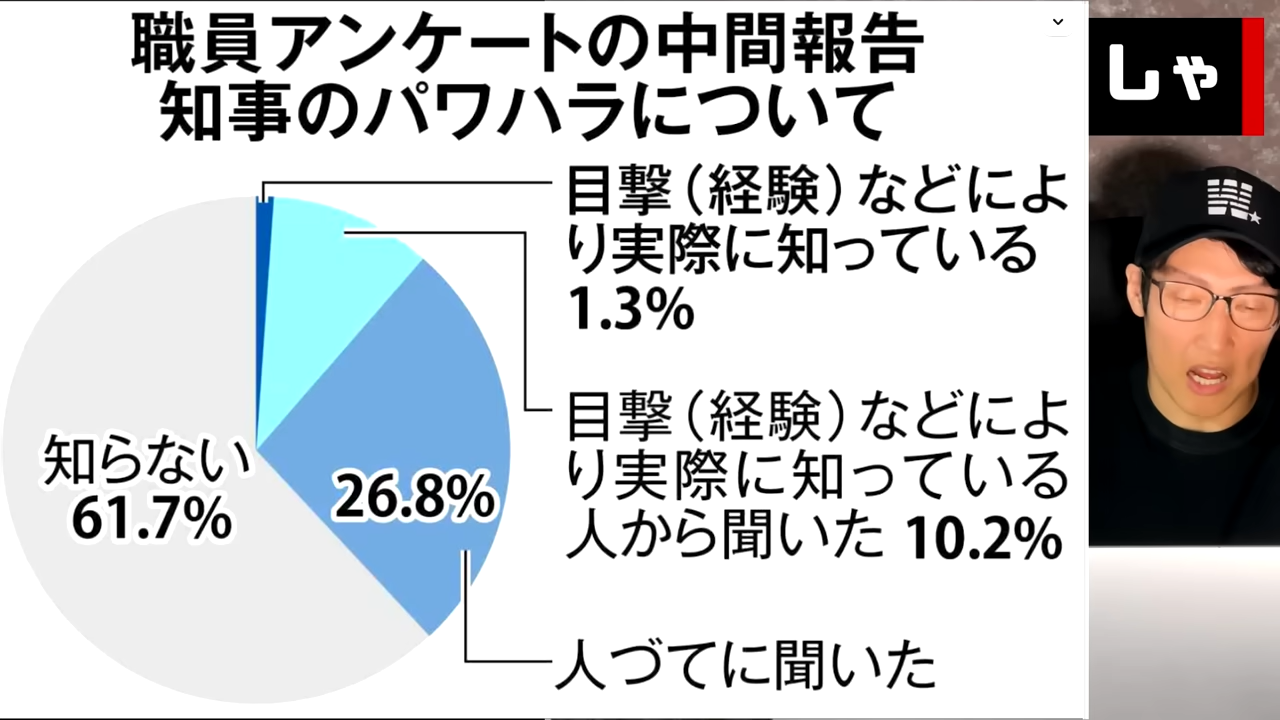 職員アンケートの中間報告
知事のパワハラについて
目撃(経験)などによ
り実際に知っている
1.3%
目撃(経験)などによ
り実際に知っている
人から聞いた 10.2%
26.8%
人づてに聞いた
知らない
61.7%
しゃ
W